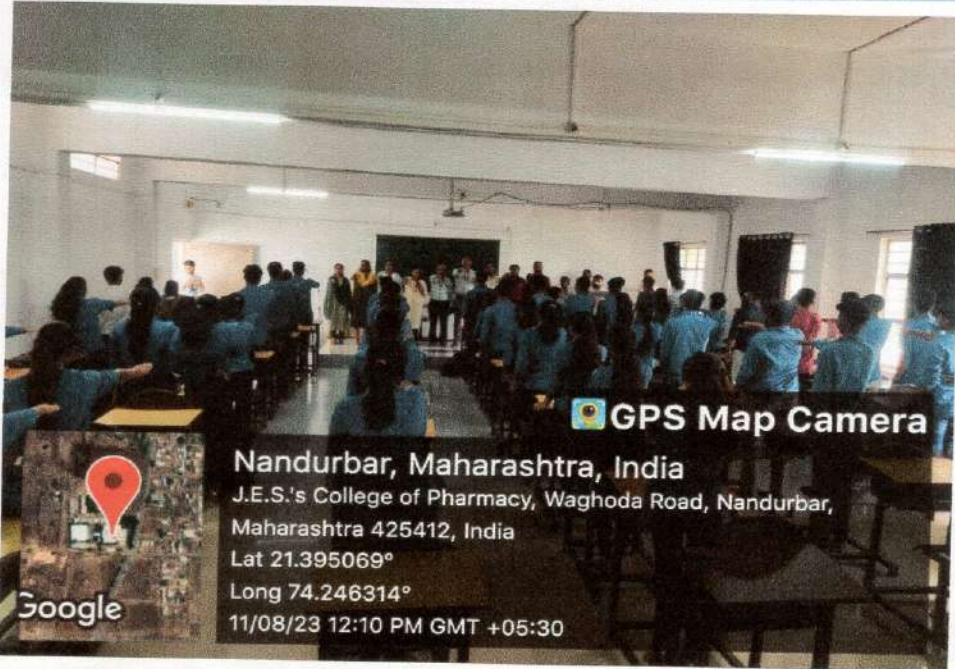 GPS Map Camera
Nandurbar, Maharashtra, India
J.E.S.'s College of Pharmacy, Waghoda Road, Nandurbar,
Maharashtra 425412, India
Lat 21.395069°
Long 74.246314°
11/08/23 12:10 PM GMT +05:30
Google